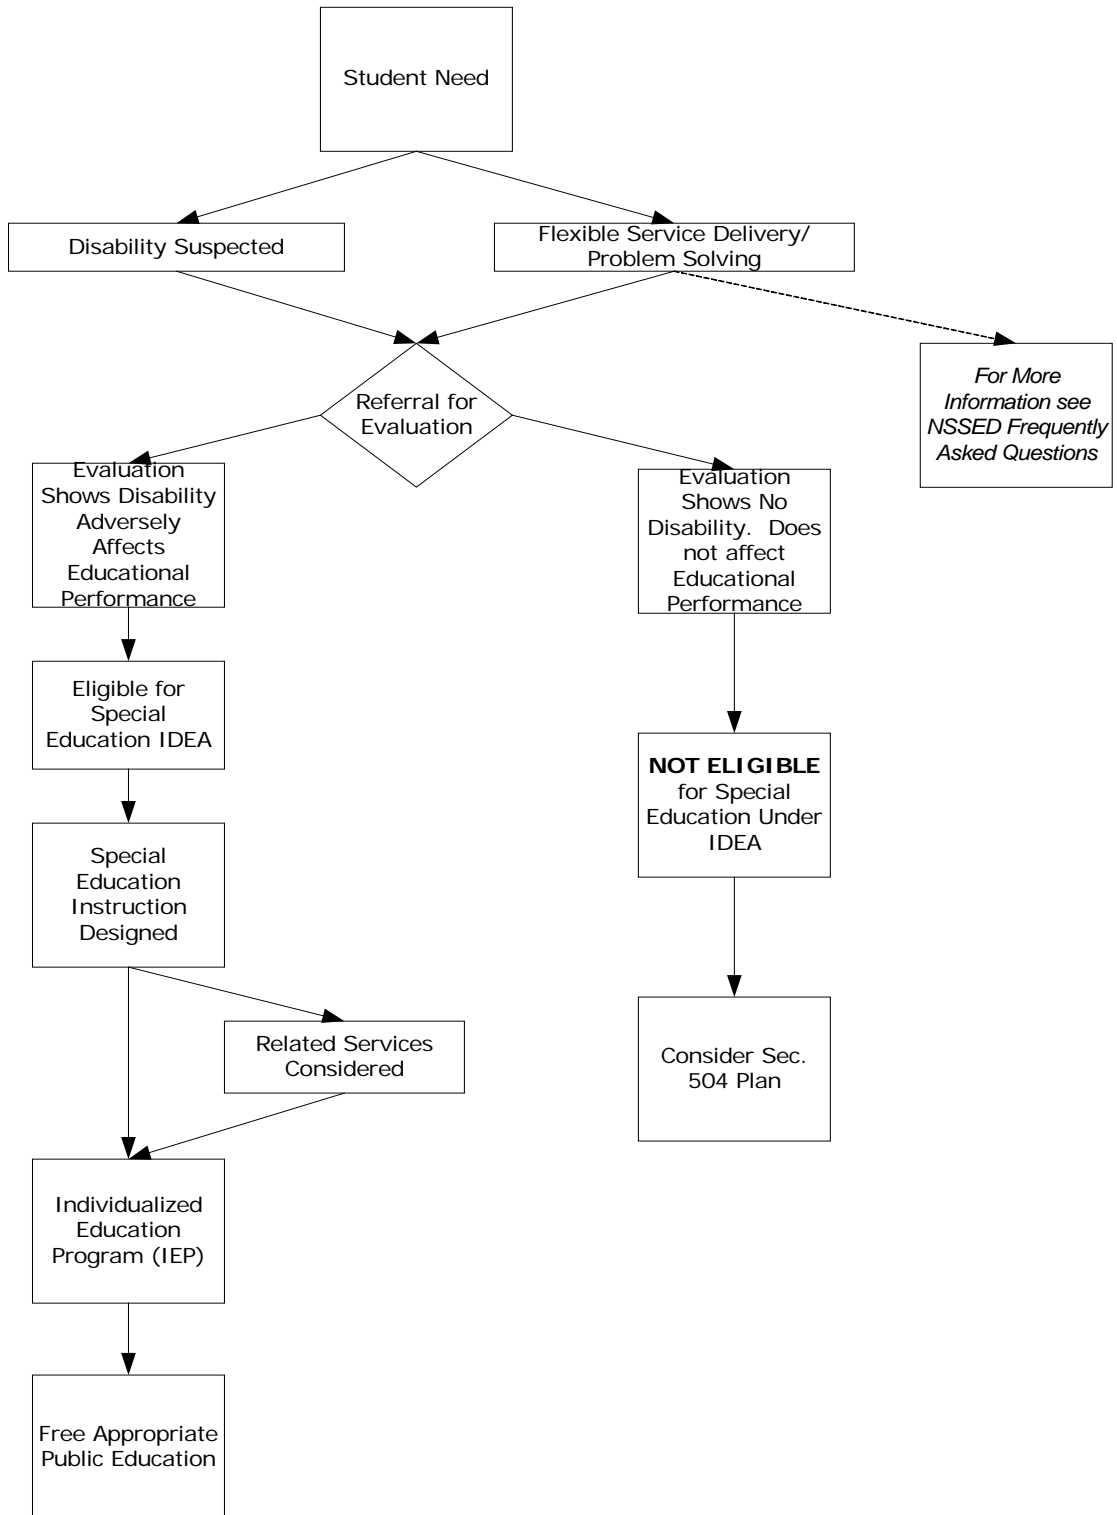 Student Need
Disability Suspected
Flexible Service Delivery/
Problem Solving
Referral for
Evaluation
For More
Information see
NSSED Frequently
Asked Questions
Evaluation
Shows Disability
Adversely
Affects
Educational
Performance
Evaluation
Shows No
Disability.  Does
not affect
Educational
Performance
Eligible for
Special
Education IDEA
NOT ELIGIBLE
for Special
Education Under
IDEA
Special
Education
Instruction
Designed
Related Services
Considered
Consider Sec.
504 Plan
Individualized
Education
Program (IEP)
Free Appropriate
Public Education